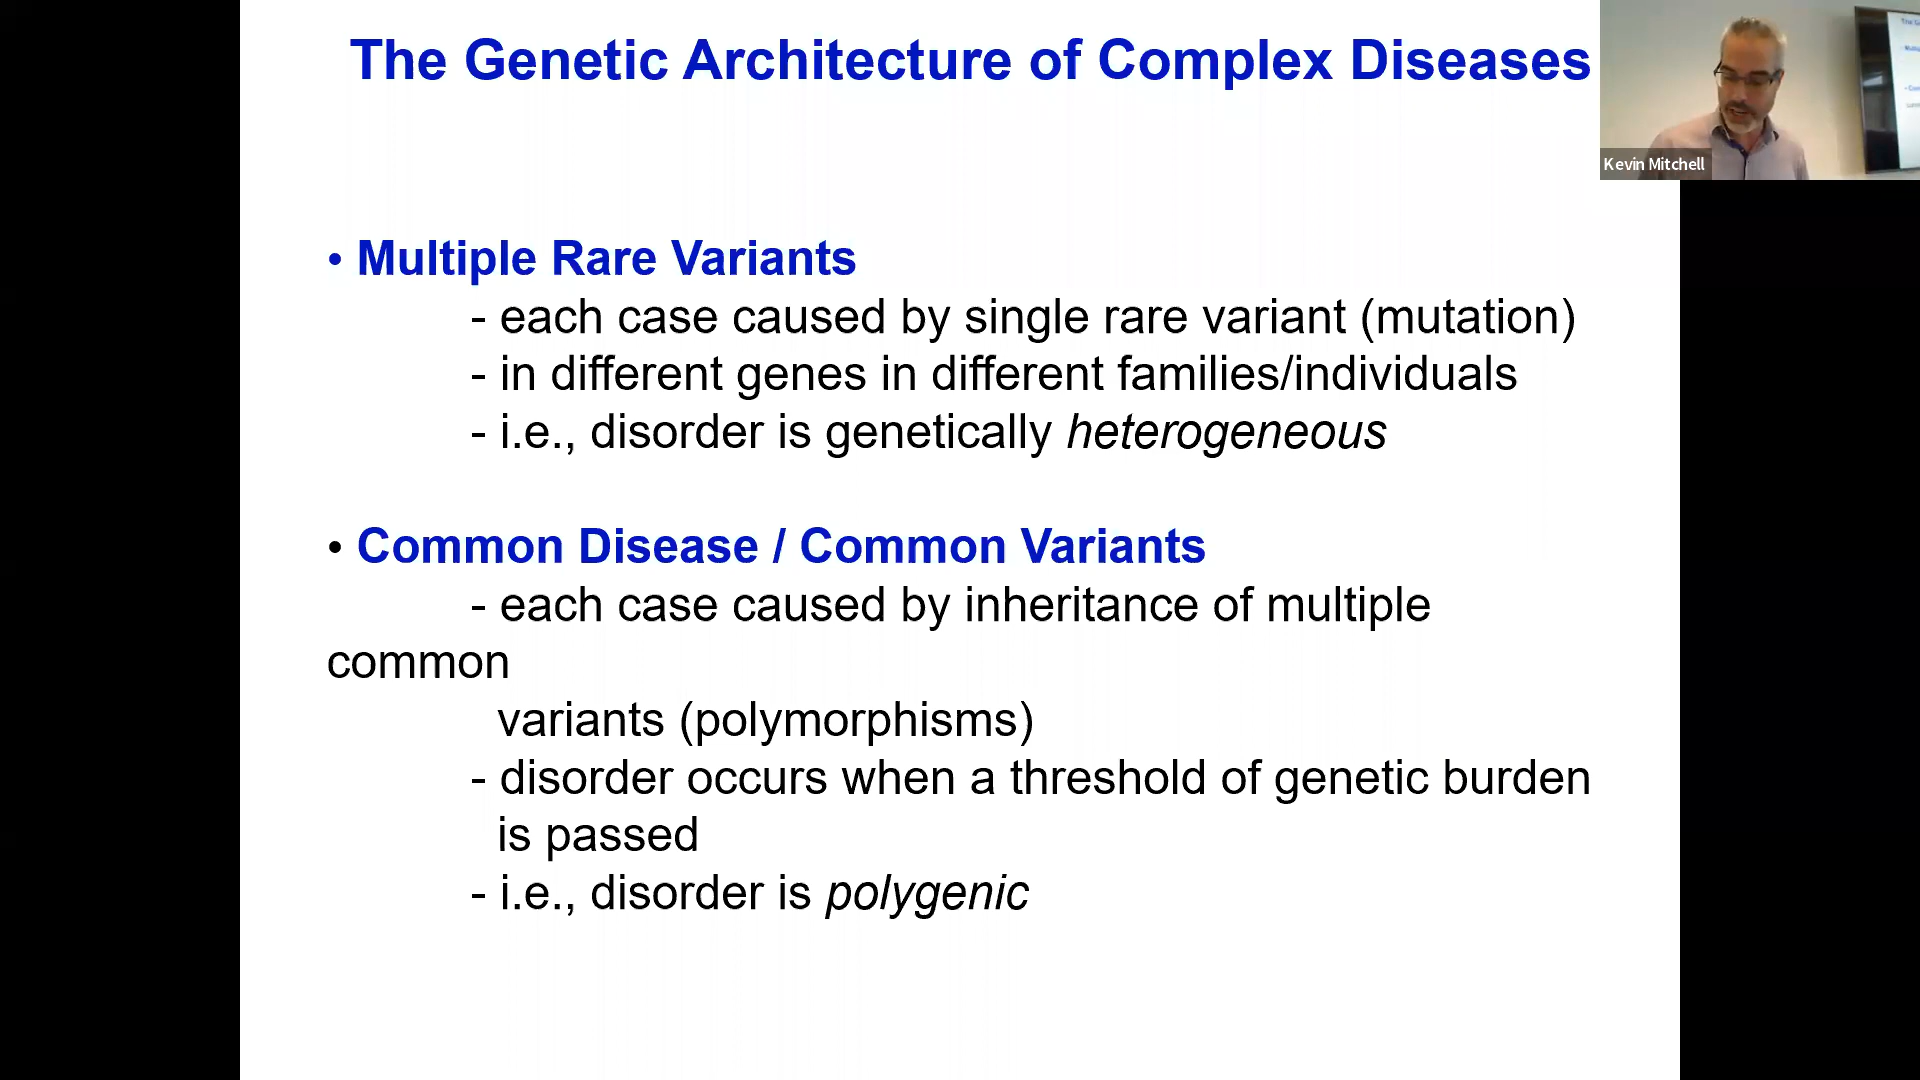 The Genetic Architecture of Complex Diseases
Kevin Mitchell
• Multiple Rare Variants
- each case caused by single rare variant (mutation)
- in different genes in different families/individuals
- i.e., disorder is genetically heterogeneous
• Common Disease / Common Variants
- each case caused by inheritance of multiple
common
variants (polymorphisms)
- disorder occurs when a threshold of genetic burden
is passed
- i.e., disorder is polygenic